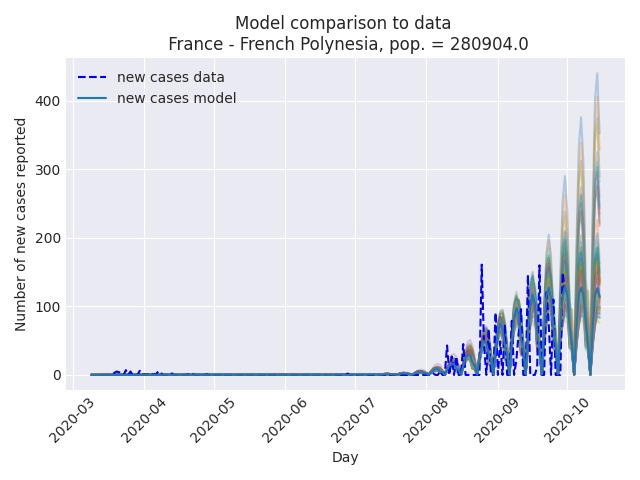 Model comparison to data
France - French Polynesia, pop. = 280904.0
new cases data
new cases model
Number of new cases reported
400
300
200
100
0
2020-03
2020-04
2020-05
2020-06
2020-07
2020-08
2020-09
2020-10
Day